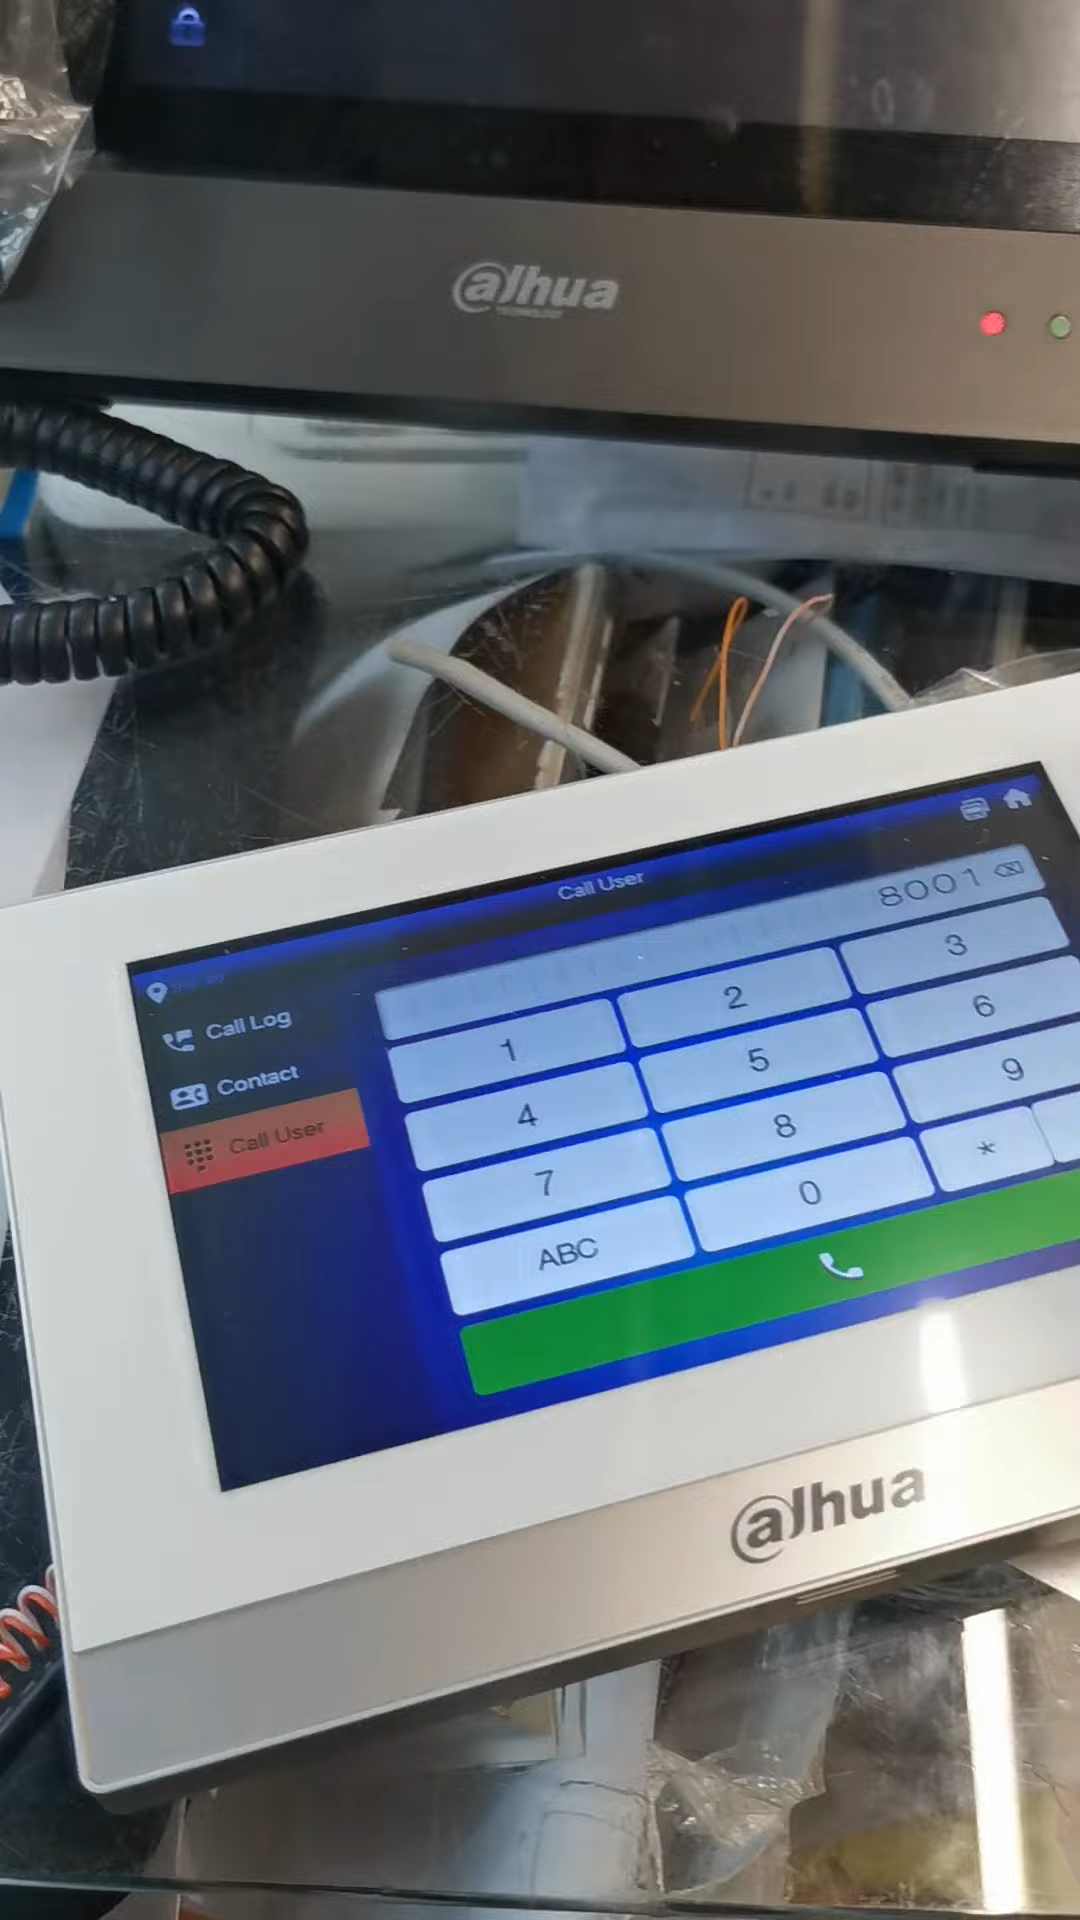 alhua
TECHNOLOGY
Call User
8001
Call Log
Contact
Call User
1 2 3
4 5 6
7 8 9
ABC 0 *
alhua